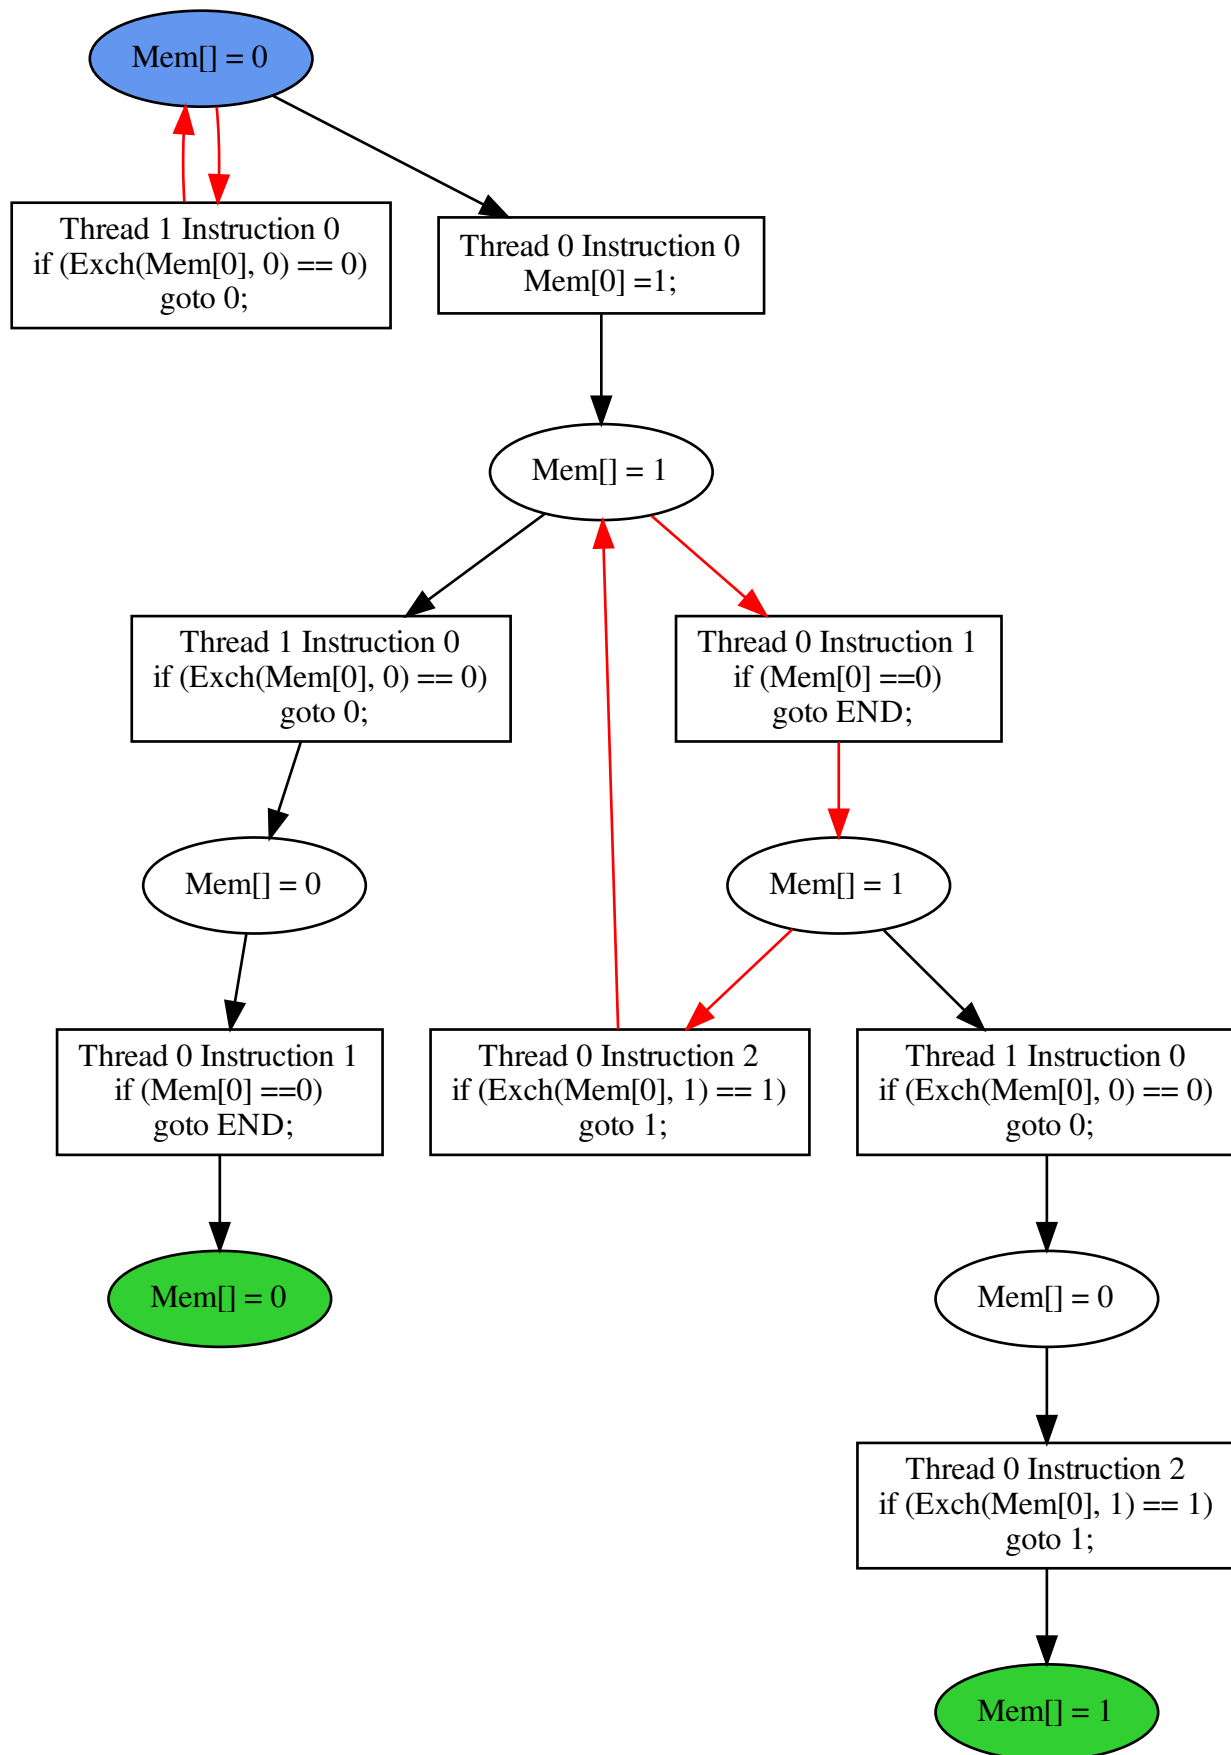 Mem[] = 0
Thread 1 Instruction 0
if (Exch(Mem[0], 0) == 0)
goto 0;
Thread 0 Instruction 0
Mem[0] =1;
Mem[] = 1
Thread 1 Instruction 0
if (Exch(Mem[0], 0) == 0)
goto 0;
Thread 0 Instruction 1
if (Mem[0] ==0)
goto END;
Mem[] = 0
Mem[] = 1
Thread 0 Instruction 1
if (Mem[0] ==0)
goto END;
Thread 0 Instruction 2
if (Exch(Mem[0], 1) == 1)
goto 1;
Thread 1 Instruction 0
if (Exch(Mem[0], 0) == 0)
goto 0;
Mem[] = 0
Mem[] = 0
Thread 0 Instruction 2
if (Exch(Mem[0], 1) == 1)
goto 1;
Mem[] = 1